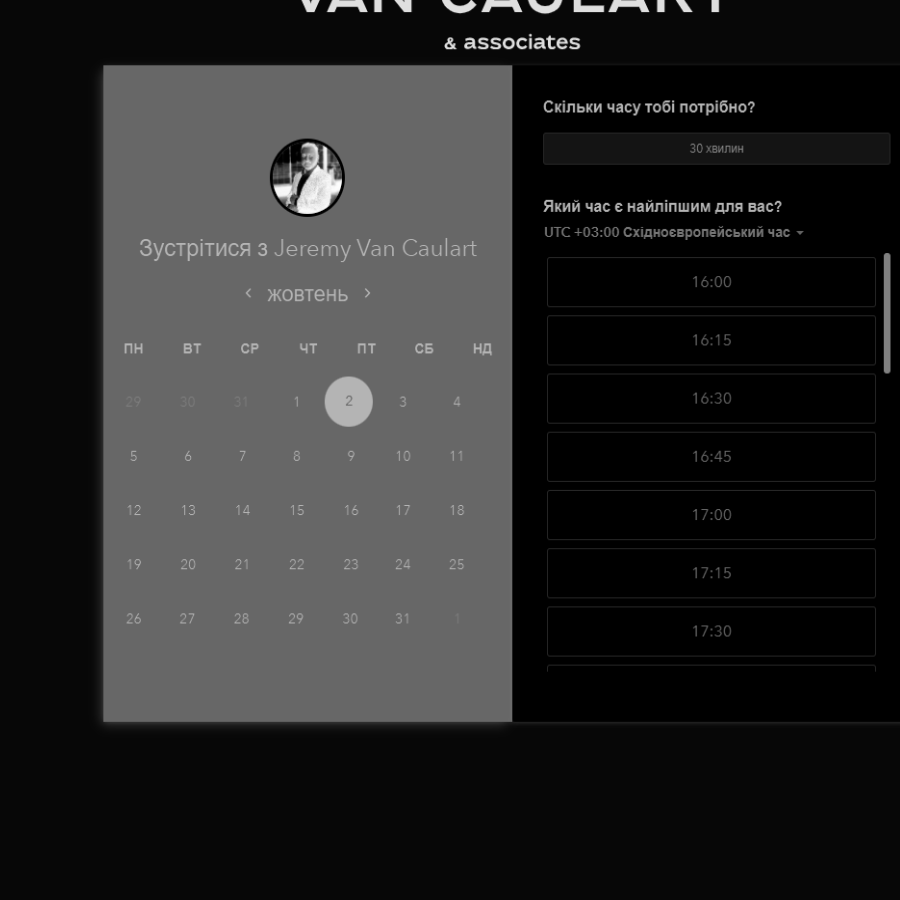 VAN CAULART
& associates
Зустрітися з Jeremy Van Caulart
жовтень
ПН ВТ СР ЧТ ПТ СБ НД
29 30 31 1 2 3 4
5 6 7 8 9 10 11
12 13 14 15 16 17 18
19 20 21 22 23 24 25
26 27 28 29 30 31 1
Скільки часу тобі потрібно?
30 хвилин
Який час є найліпшим для вас?
UTC +03:00 Східноєвропейський час
16:00
16:15
16:30
16:45
17:00
17:15
17:30